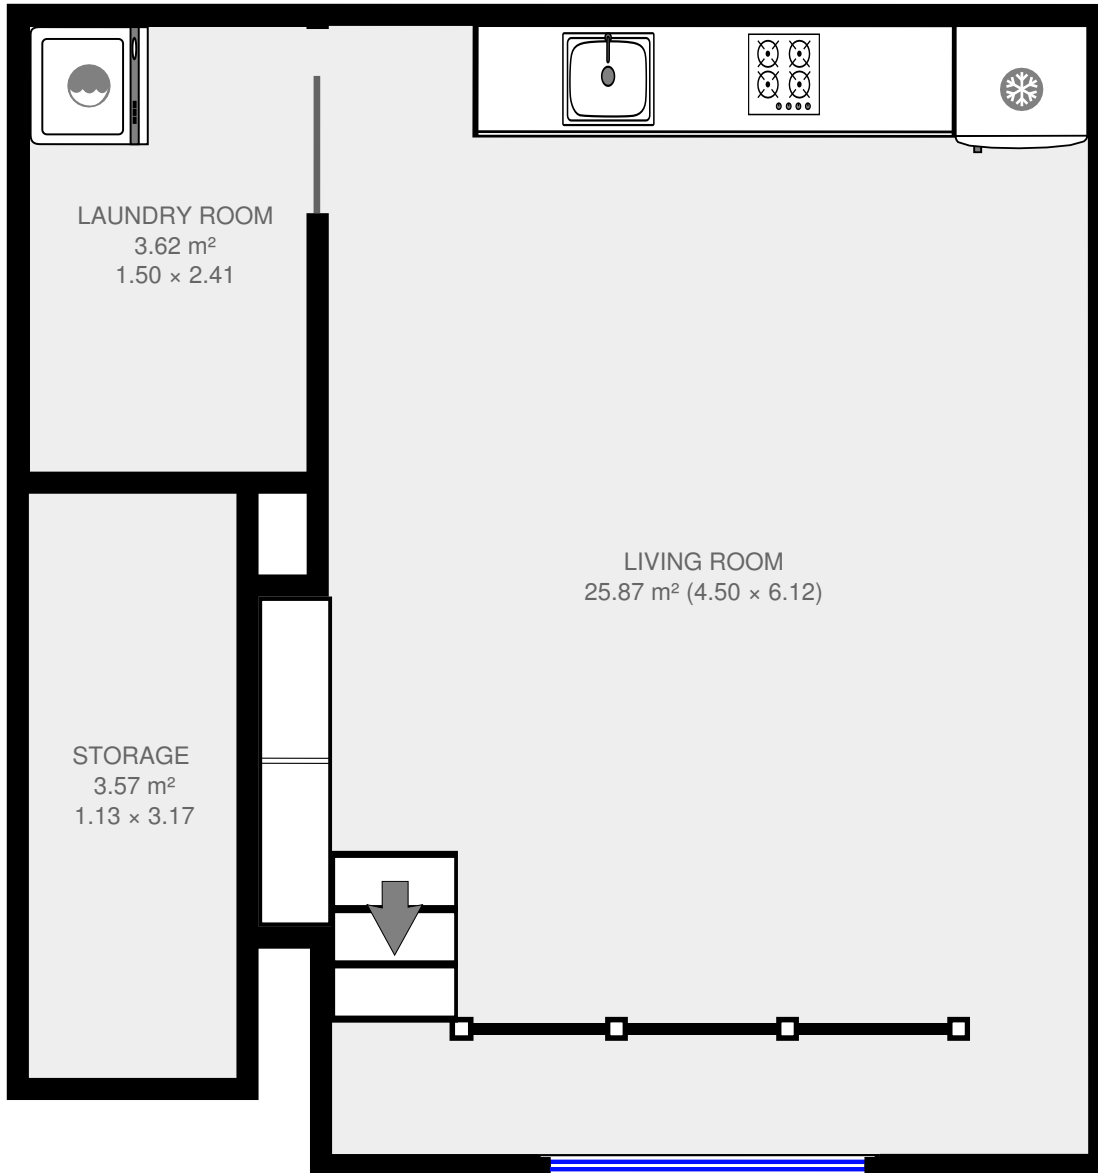 LAUNDRY ROOM
3.62 m²
1.50 × 2.41
LIVING ROOM
25.87 m² (4.50 × 6.12)
STORAGE
3.57 m²
1.13 × 3.17